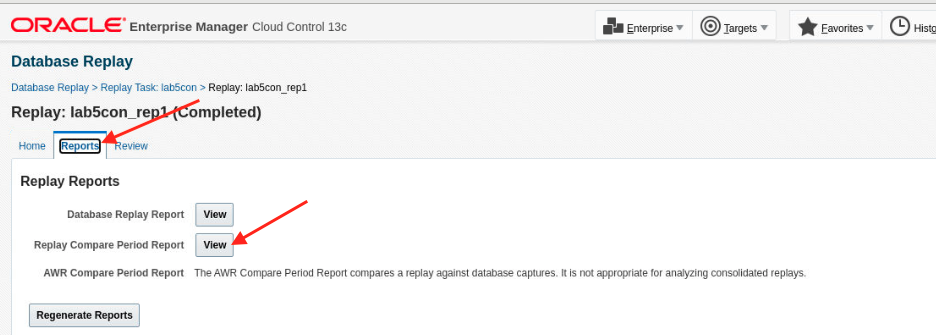 ORACLE Enterprise Manager Cloud Control 13c Enterprise Targets Favorites
Database Replay
Database Replay > Replay Task: lab5con > Replay: lab5con_rep1
Replay: lab5con_rep1 (Completed)
Home Reports Review
Replay Reports
Database Replay Report View
Replay Compare Period Report View
AWR Compare Period Report The AWR Compare Period Report compares a replay against database captures. It is not appropriate for analyzing consolidated replays.
Regenerate Reports